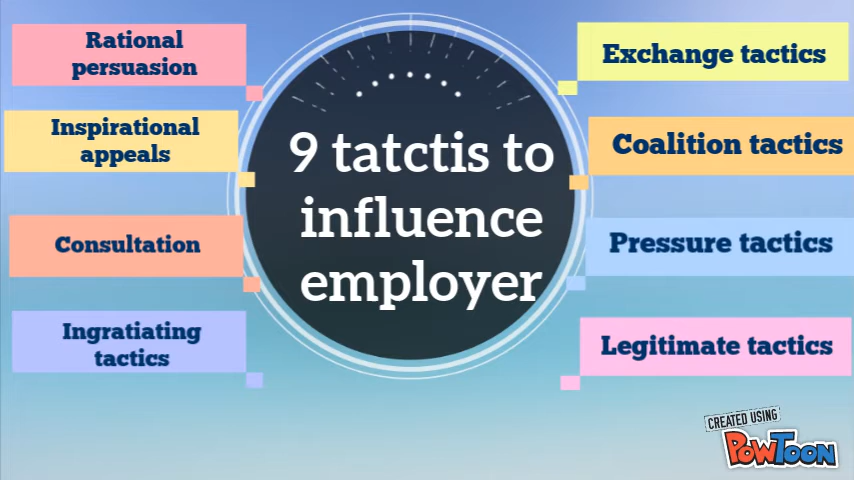 Rational
persuasion
Inspirational
appeals
Consultation
Ingratiating
tactics
9 tatctis to
influence
employer
Exchange tactics
Coalition tactics
Pressure tactics
Legitimate tactics
CREATED USING
POWTOON